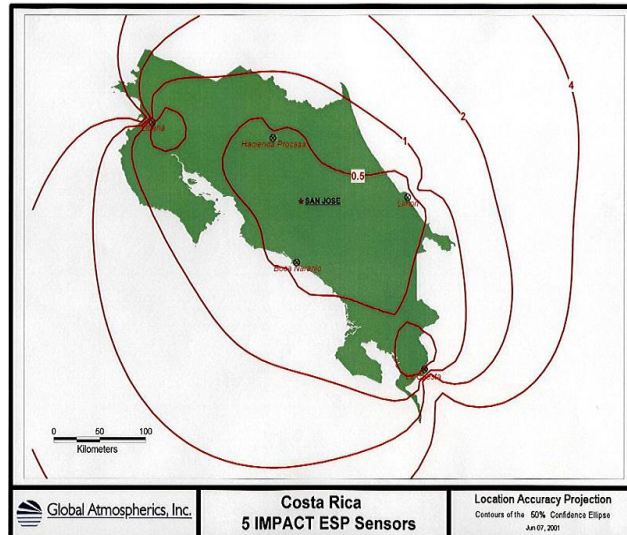 4
2
1
Liberia
Hacienda Procasa
0.5
SAN JOSE
Limon
Boca Naranjo
0 50 100
Kilometers
Global Atmospherics, Inc.
Costa Rica
5 IMPACT ESP Sensors
Location Accuracy Projection
Contours of the 50% Confidence Ellipse
Jun 07, 2001